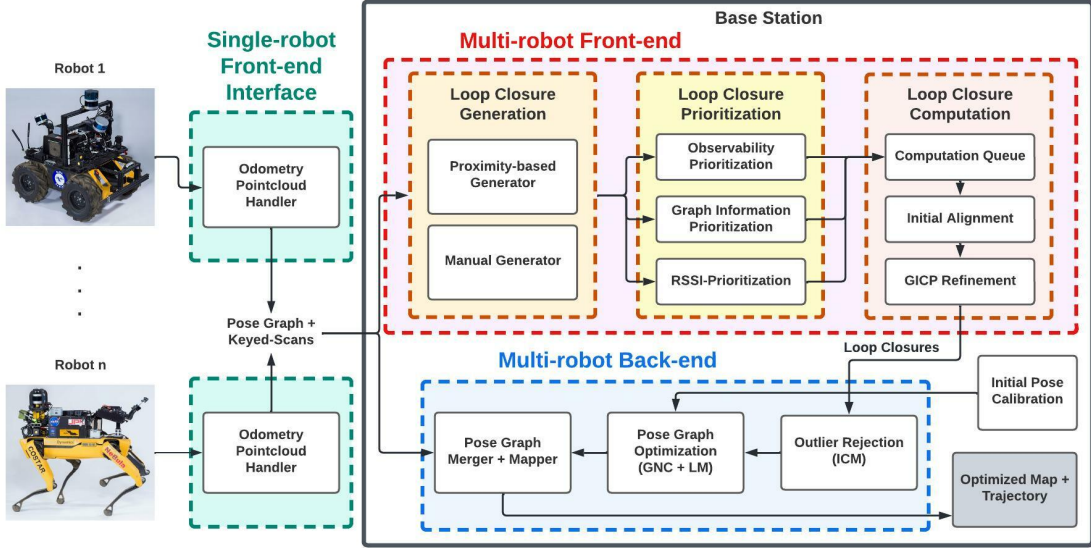 Base Station
Single-robot
Front-end
Interface
Multi-robot Front-end
Robot 1
Loop Closure
Generation
Loop Closure
Prioritization
Loop Closure
Computation
Odometry
Pointcloud
Handler
Proximity-based
Generator
Manual Generator
Observability
Prioritization
Graph Information
Prioritization
RSSI-Prioritization
Computation Queue
Initial Alignment
GICP Refinement
Pose Graph +
Keyed-Scans
Loop Closures
Robot n
COSTAR
Multi-robot Back-end
Odometry
Pointcloud
Handler
Pose Graph
Merger + Mapper
Pose Graph
Optimization
(GNC + LM)
Outlier Rejection
(ICM)
Initial Pose
Calibration
Optimized Map +
Trajectory